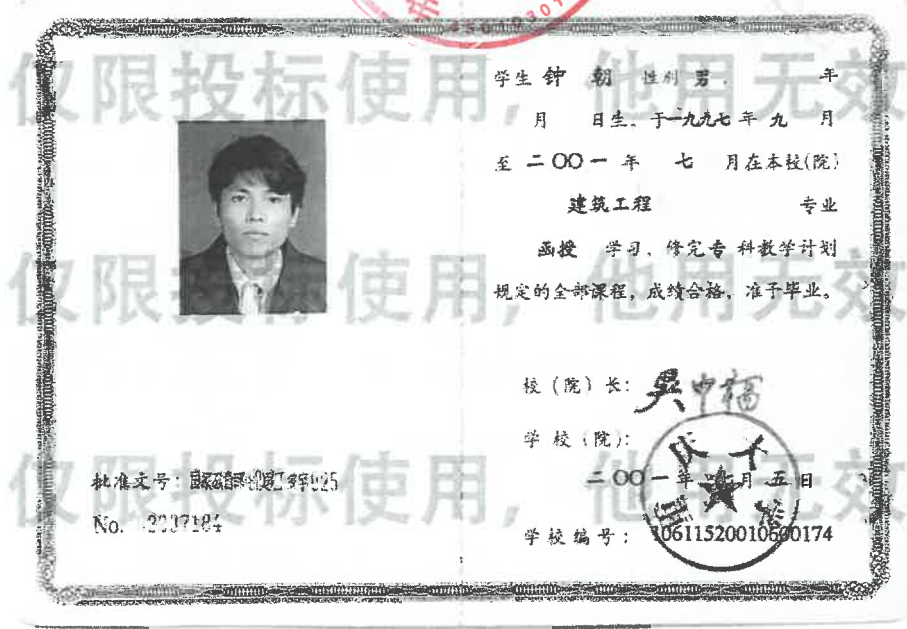 学生 钟 朝 性别 男 年
月 日生、于一九九七年 九 月
至 二〇〇一 年 七 月在本校(院)
建筑工程 专业
函授 学习、修完专 科教学计划
规定的全部课程，成绩合格，准予毕业。
校（院）长：吴中福
学校（院）：
二〇〇一年 月 五 日
学校编号：10611520010600174
批准文号：
No.
仅限投标使用，他用无效
仅限投标使用，他用无效
仅限投标使用，他用无效